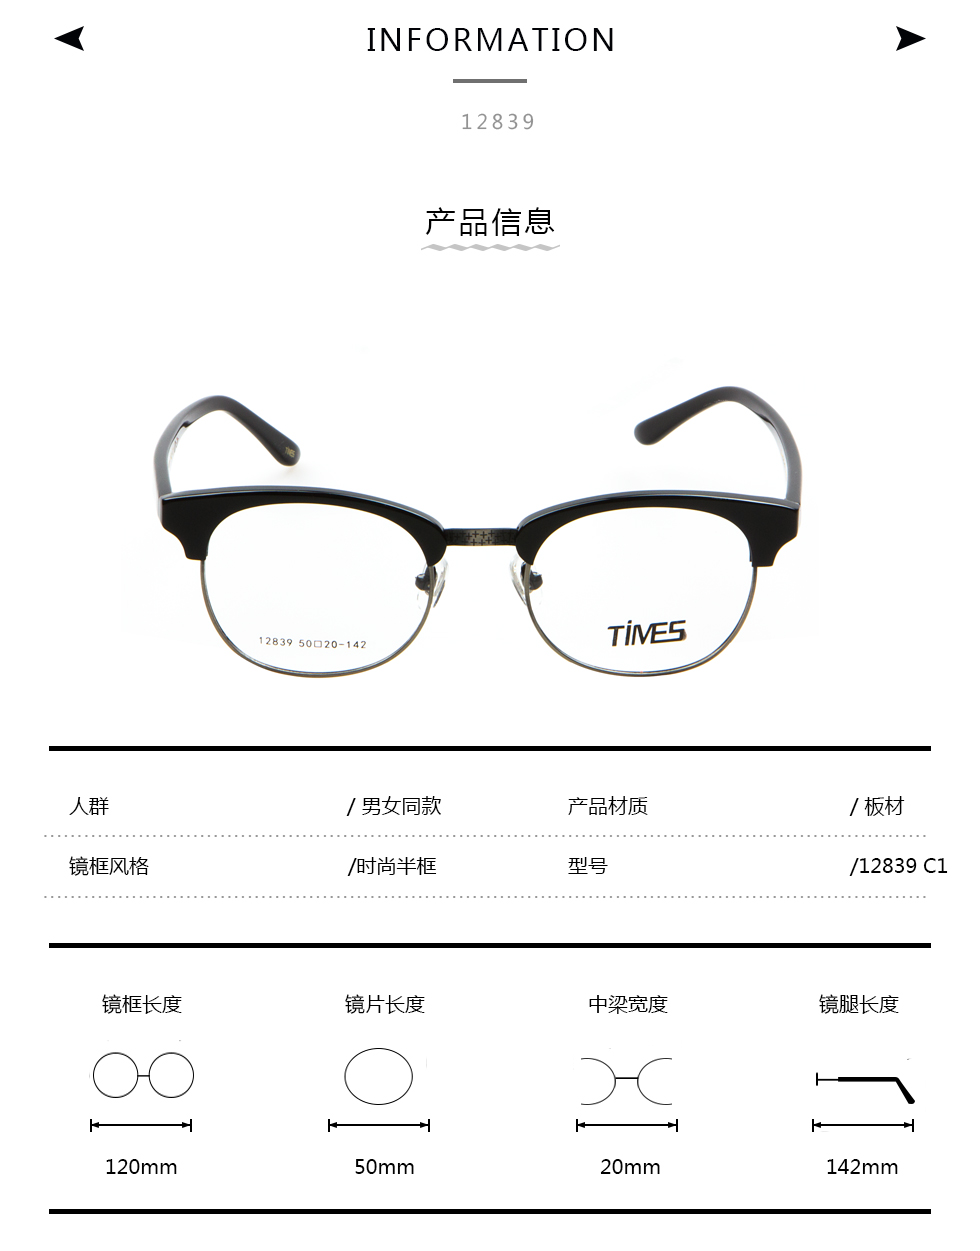 INFORMATION
12839
产品信息
12839 50□20-142
TiMES
人群 / 男女同款 产品材质 / 板材
镜框风格 /时尚半框 型号 /12839 C1
镜框长度 镜片长度 中梁宽度 镜腿长度
120mm 50mm 20mm 142mm